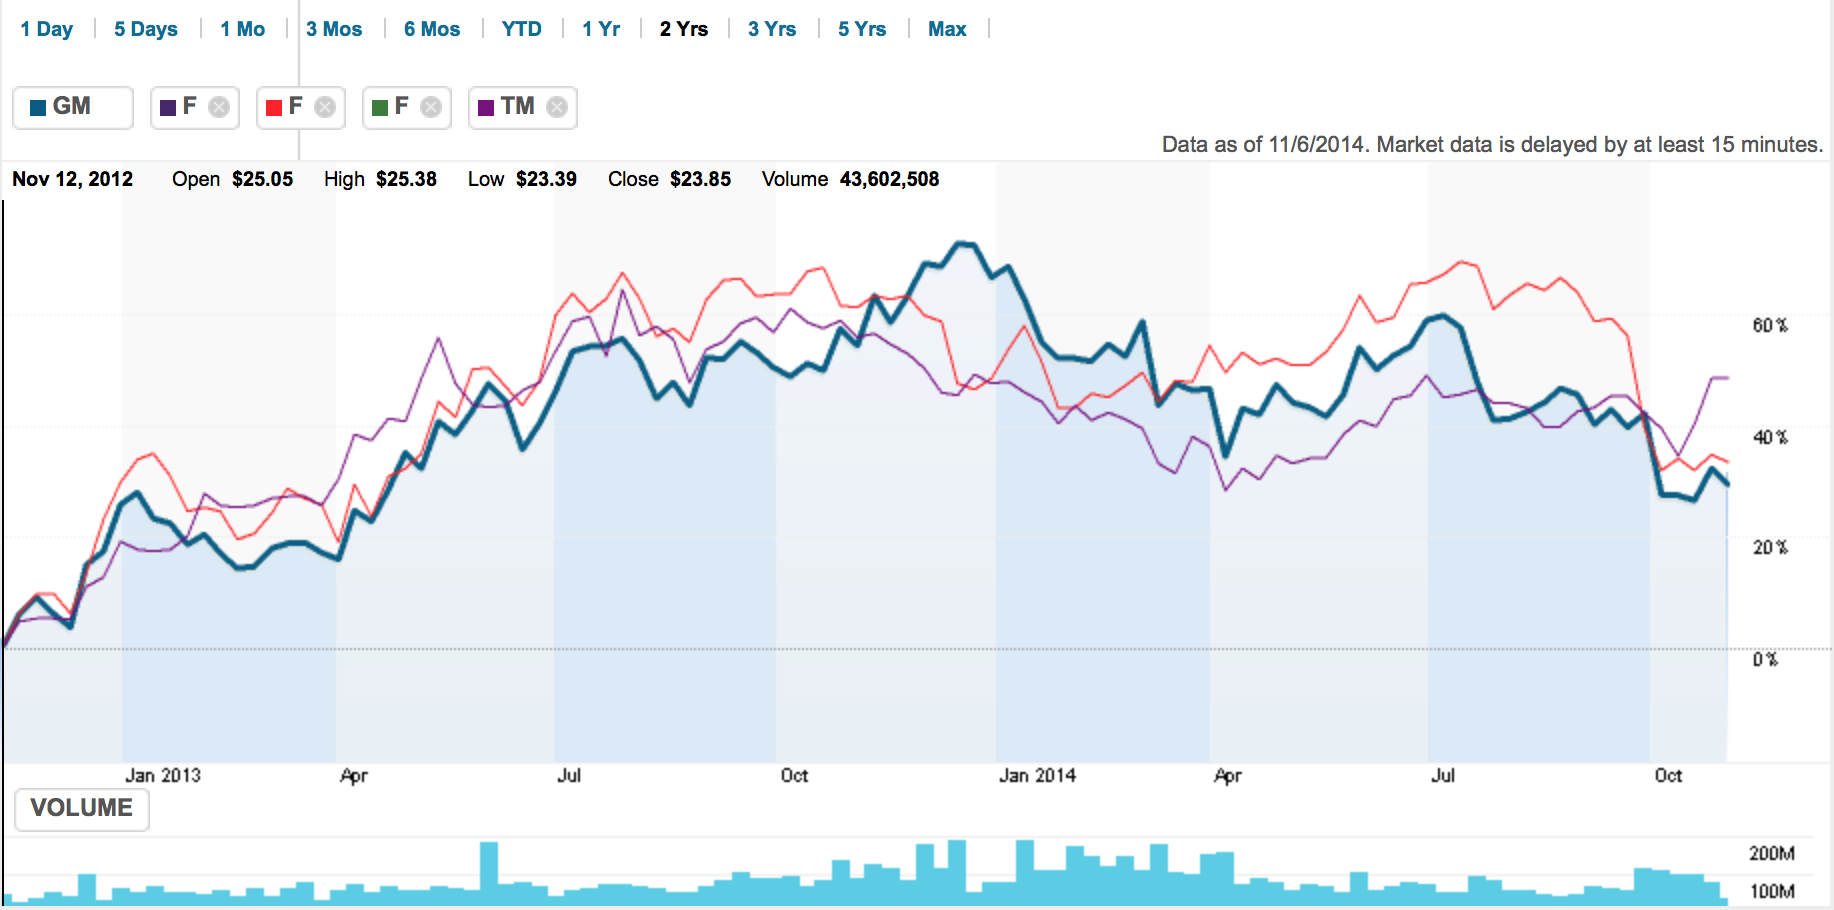 1 Day 5 Days 1 Mo 3 Mos 6 Mos YTD 1 Yr 2 Yrs 3 Yrs 5 Yrs Max
GM F F F TM
Data as of 11/6/2014. Market data is delayed by at least 15 minutes.
Nov 12, 2012 Open $25.05 High $25.38 Low $23.39 Close $23.85 Volume 43,602,508
60%
40%
20%
0%
Jan 2013 Apr Jul Oct Jan 2014 Apr Jul Oct
VOLUME
200M
100M